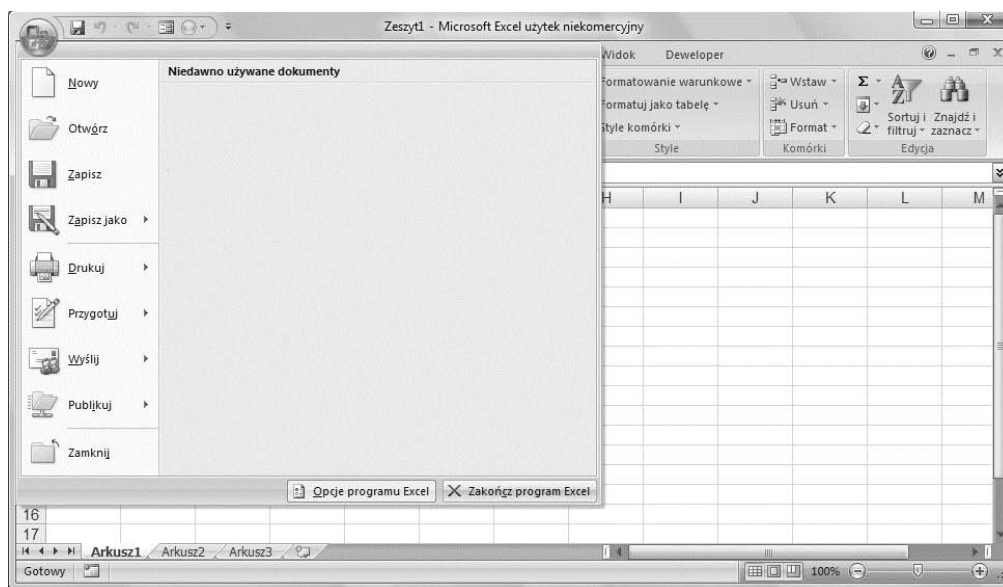 Zeszyt1 - Microsoft Excel użytek niekomercyjny
Widok Deweloper
Nowy
Otwórz
Zapisz
Zapisz jako
Drukuj
Przygotuj
Wyślij
Publikuj
Zamknij
Niedawno używane dokumenty
Opcje programu Excel
Zakończ program Excel
Formatowanie warunkowe
Formatuj jako tabelę
Style komórki
Style
Wstaw
Usuń
Format
Komórki
Σ
Sortuj i filtruj
Znajdź i zaznacz
Edycja
H I J K L M
16
17
Arkusz1 Arkusz2 Arkusz3
Gotowy
100%